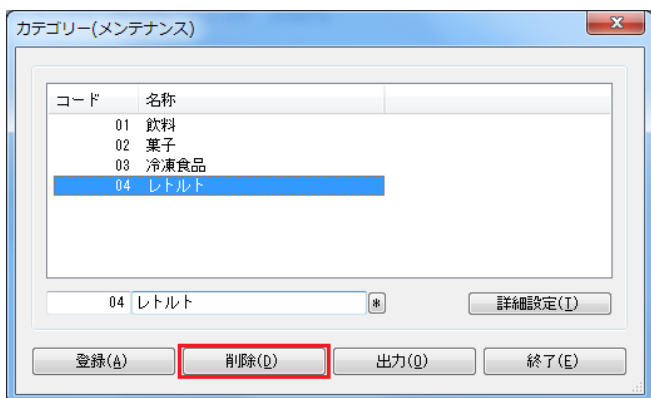 カテゴリー(メンテナンス)
コード 名称
01 飲料
02 菓子
03 冷凍食品
04 レトルト
04 レトルト * 詳細設定(I)
登録(A) 削除(D) 出力(O) 終了(E)